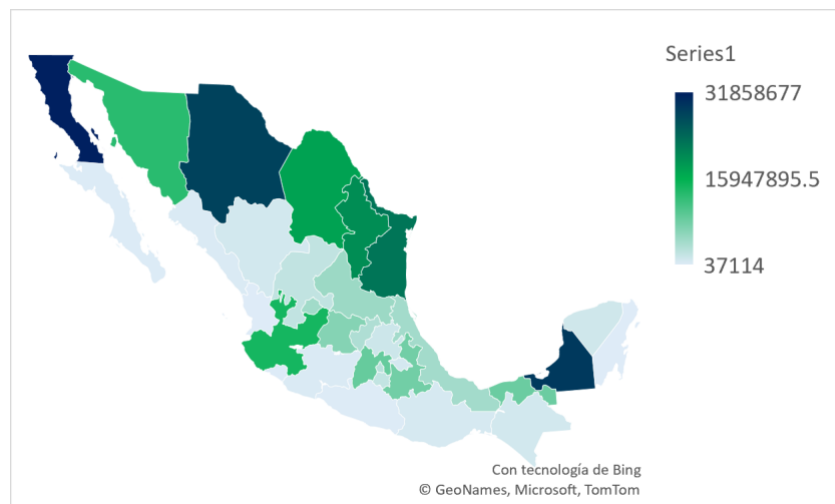 Series1
31858677
15947895.5
37114
Con tecnología de Bing
© GeoNames, Microsoft, TomTom